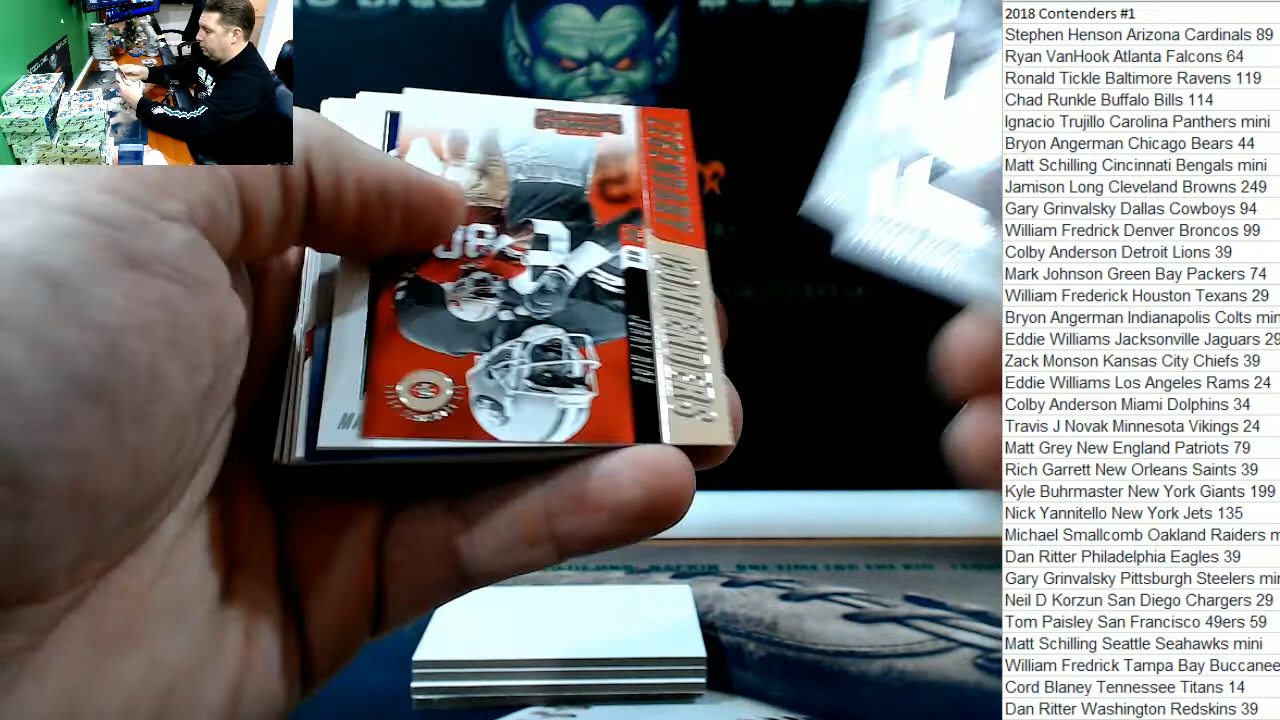 2018 Contenders #1
Stephen Henson Arizona Cardinals 89
Ryan VanHook Atlanta Falcons 64
Ronald Tickle Baltimore Ravens 119
Chad Runkle Buffalo Bills 114
Ignacio Trujillo Carolina Panthers mini
Bryon Angerman Chicago Bears 44
Matt Schilling Cincinnati Bengals mini
Jamison Long Cleveland Browns 249
Gary Grinvalsky Dallas Cowboys 94
William Fredrick Denver Broncos 99
Colby Anderson Detroit Lions 39
Mark Johnson Green Bay Packers 74
William Frederick Houston Texans 29
Bryon Angerman Indianapolis Colts min
Eddie Williams Jacksonville Jaguars 29
Zack Monson Kansas City Chiefs 39
Eddie Williams Los Angeles Rams 24
Colby Anderson Miami Dolphins 34
Travis J Novak Minnesota Vikings 24
Matt Grey New England Patriots 79
Rich Garrett New Orleans Saints 39
Kyle Buhrmaster New York Giants 199
Nick Yannitello New York Jets 135
Michael Smallcomb Oakland Raiders m
Dan Ritter Philadelphia Eagles 39
Gary Grinvalsky Pittsburgh Steelers mini
Neil D Korzun San Diego Chargers 29
Tom Paisley San Francisco 49ers 59
Matt Schilling Seattle Seahawks mini
William Fredrick Tampa Bay Buccanee
Cord Blaney Tennessee Titans 14
Dan Ritter Washington Redskins 39
LEGENDARY
CONTENDERS